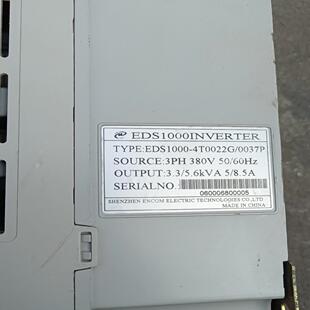 EDS1000INVERTER
TYPE:EDS1000-4T0022G/0037P
SOURCE:3PH 380V 50/60Hz
OUTPUT:3.3/5.6kVA 5/8.5A
SERIALNO.
060006800005
SHENZHEN ENCOM ELECTRIC TECHNOLOGIES CO.,LTD.
MADE IN CHINA